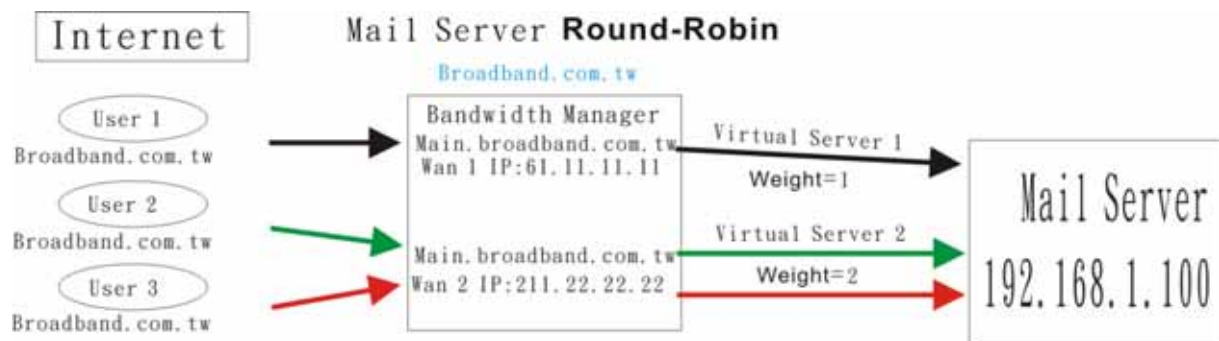 Internet
Mail Server Round-Robin
Broadband.com.tw
User 1
Broadband.com.tw
User 2
Broadband.com.tw
User 3
Broadband.com.tw
Bandwidth Manager
Main.broadband.com.tw
Wan 1 IP:61.11.11.11
Main.broadband.com.tw
Wan 2 IP:211.22.22.22
Virtual Server 1
Weight=1
Virtual Server 2
Weight=2
Mail Server
192.168.1.100